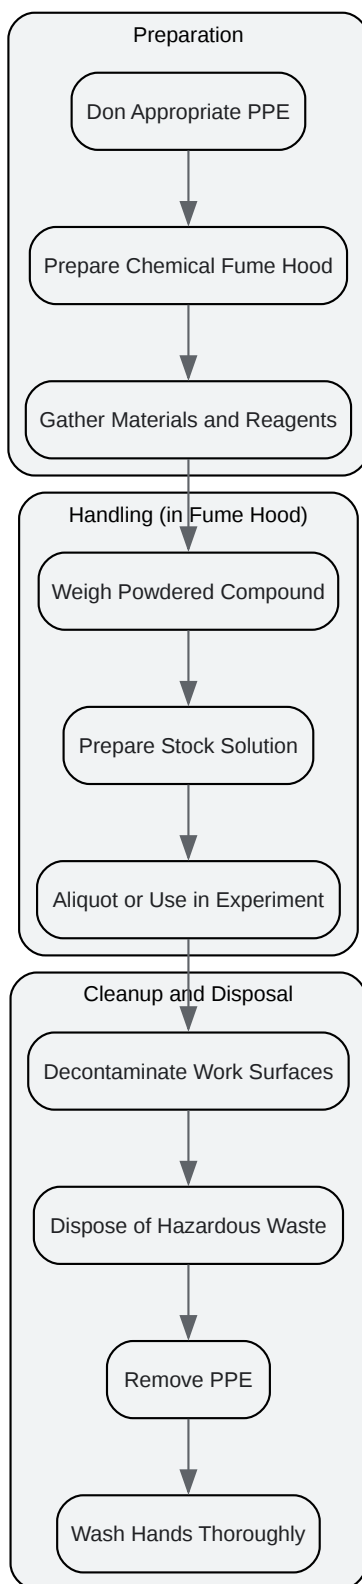 Preparation
Don Appropriate PPE
Prepare Chemical Fume Hood
Gather Materials and Reagents
Handling (in Fume Hood)
Weigh Powdered Compound
Prepare Stock Solution
Aliquot or Use in Experiment
Cleanup and Disposal
Decontaminate Work Surfaces
Dispose of Hazardous Waste
Remove PPE
Wash Hands Thoroughly